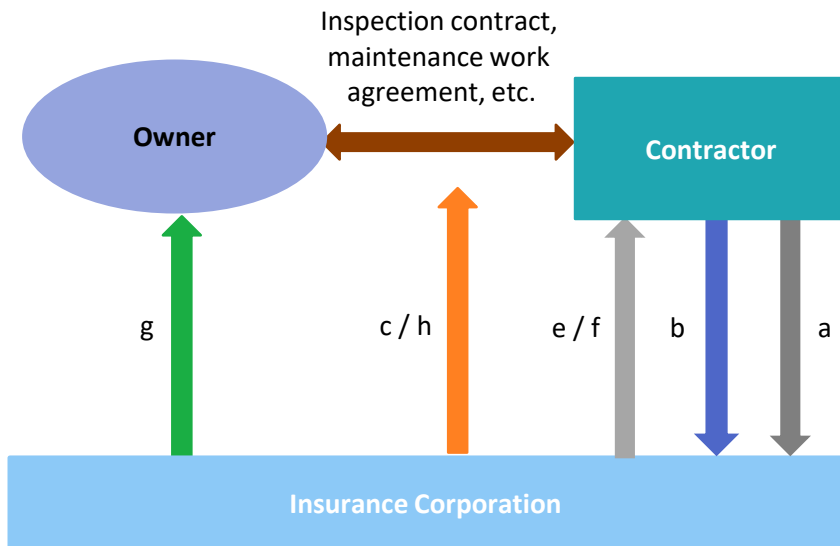 Inspection contract,
maintenance work
agreement, etc.
Owner
Contractor
g
c / h
e / f
b
a
Insurance Corporation